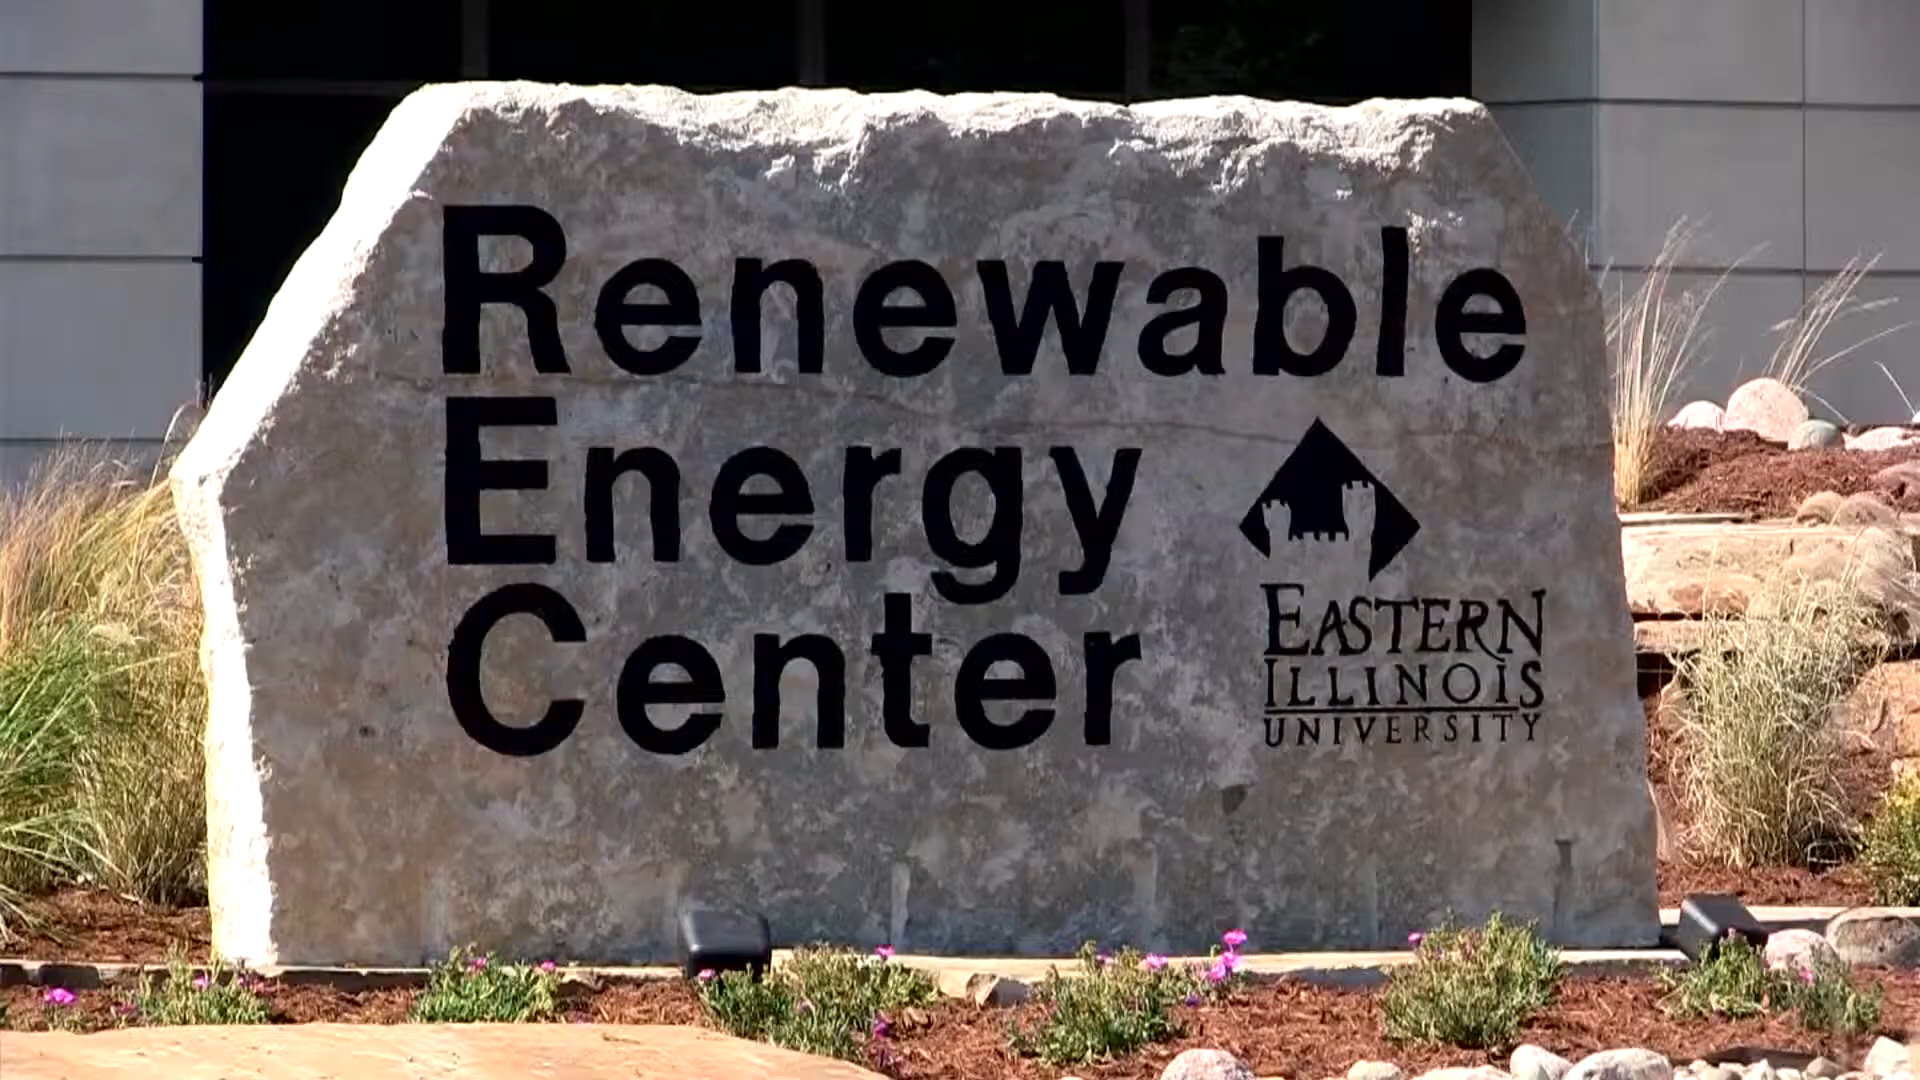 Renewable
Energy
Center
EASTERN
ILLINOIS
UNIVERSITY